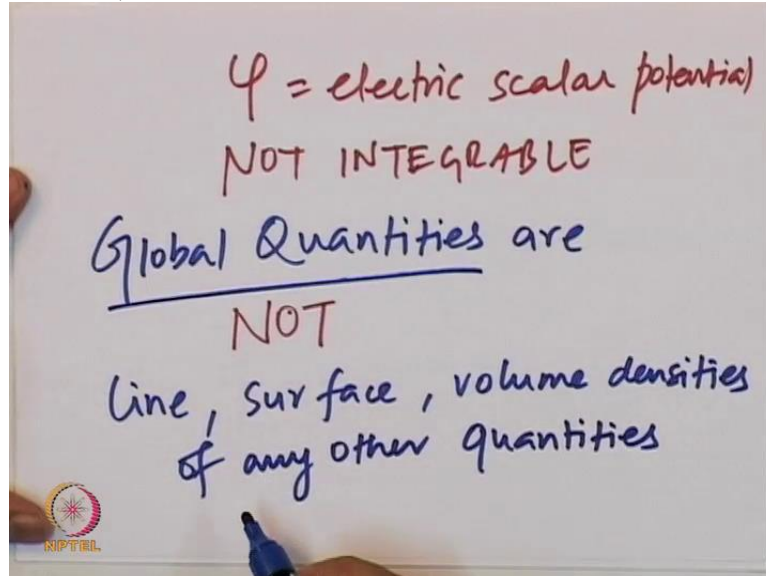 φ = electric scalar potential
NOT INTEGRABLE
Global Quantities are
NOT
line, surface, volume densities
of any other quantities
NPTEL